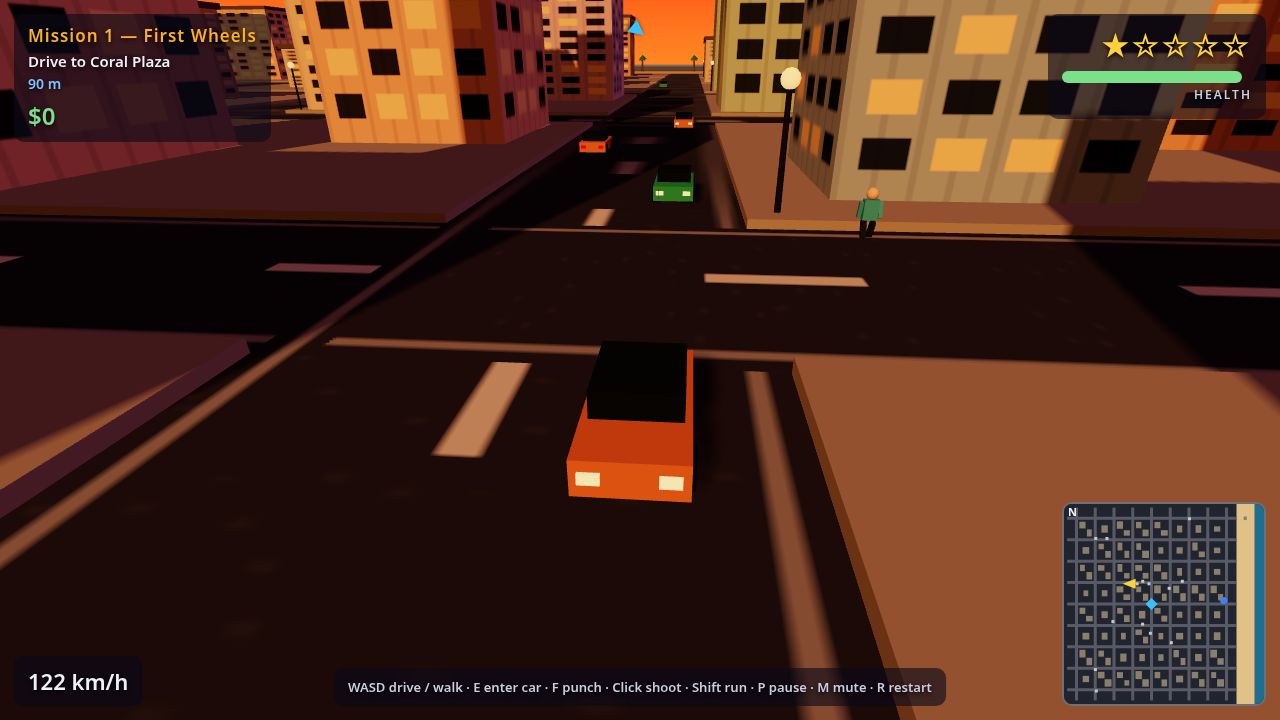 Mission 1 — First Wheels
Drive to Coral Plaza
90 m
$0
HEALTH
N
122 km/h
WASD drive / walk · E enter car · F punch · Click shoot · Shift run · P pause · M mute · R restart